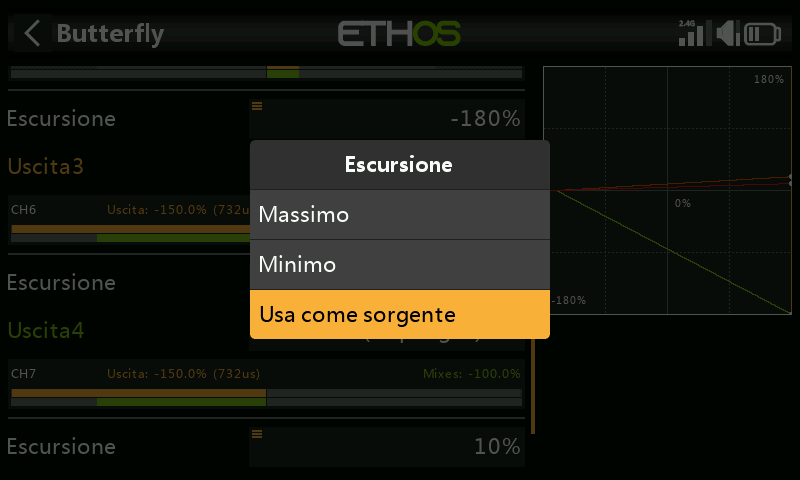 Butterfly
ETHOS
2.4G
Escursione
-180%
Uscita3
CH6
Uscita: -150.0% (732u
Escursione
Uscita4
CH7
Uscita: -150.0% (732us)
Mixes: -100.0%
Escursione
10%
Escursione
Massimo
Minimo
Usa come sorgente
180%
0%
-180%